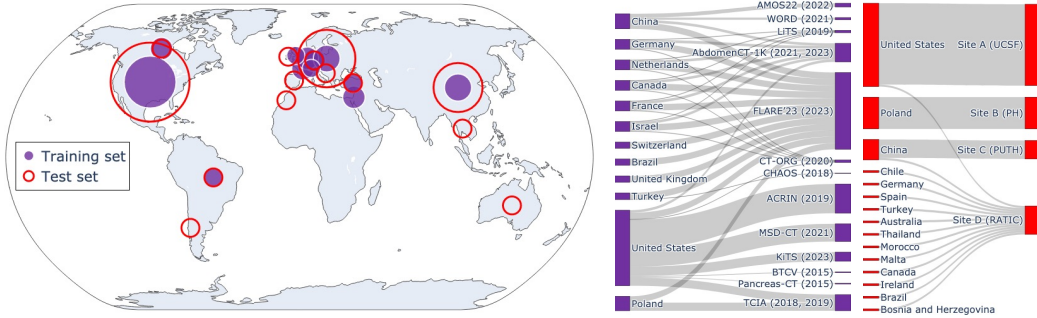 Training set
Test set
China
Germany
Netherlands
Canada
France
Israel
Switzerland
Brazil
United Kingdom
Turkey
United States
Poland
AMOS22 (2022)
WORD (2021)
LiTS (2019)
AbdomenCT-1K (2021, 2023)
FLARE'23 (2023)
CT-ORG (2020)
CHAOS (2018)
ACRIN (2019)
MSD-CT (2021)
KiTS (2023)
BTCV (2015)
Pancreas-CT (2015)
TCIA (2018, 2019)
United States
Poland
China
Chile
Germany
Spain
Turkey
Australia
Thailand
Morocco
Malta
Canada
Ireland
Brazil
Bosnia and Herzegovina
Site A (UCSF)
Site B (PH)
Site C (PUTH)
Site D (RATIC)